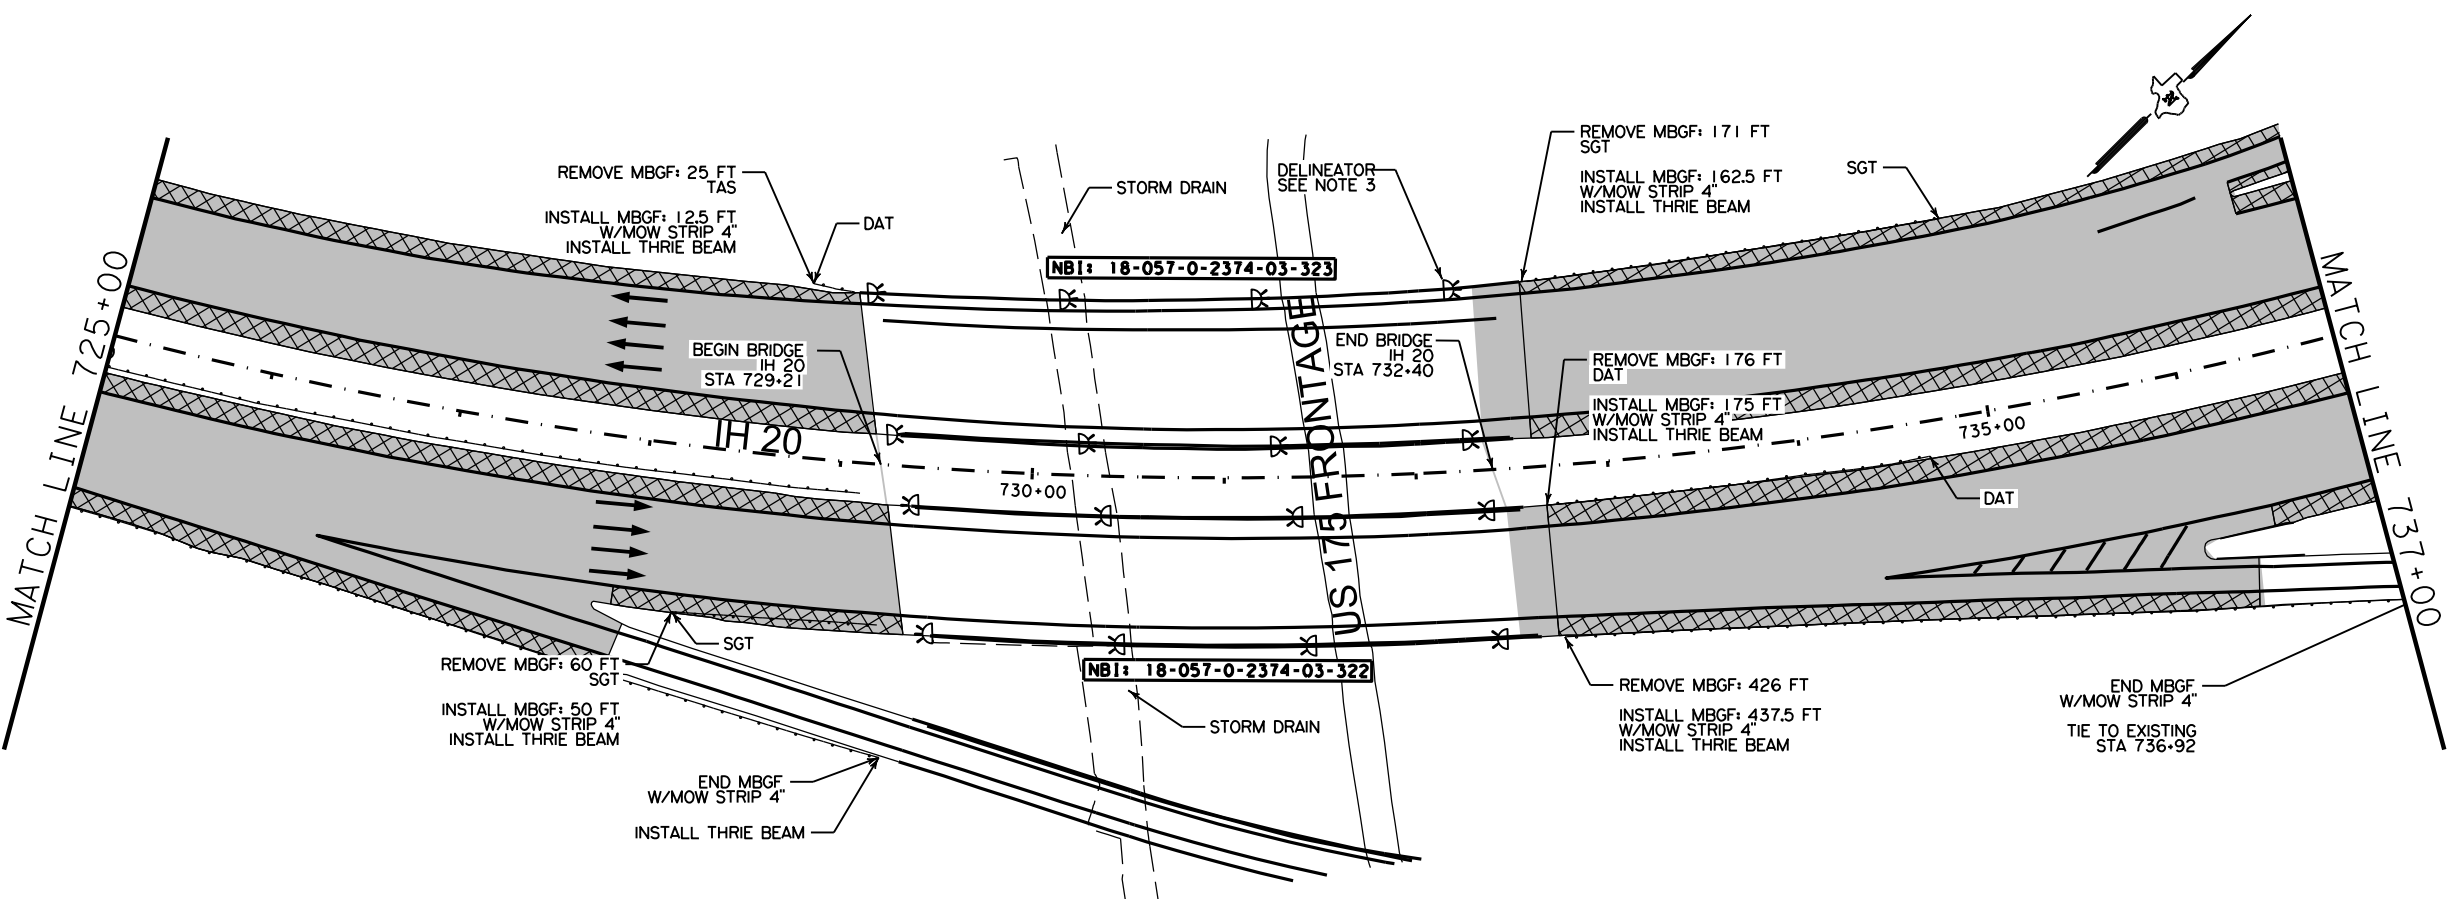 MATCH LINE 725+00
REMOVE MBGF: 25 FT
TAS
INSTALL MBGF: 12.5 FT
W/MOW STRIP 4"
INSTALL THRIE BEAM
DAT
STORM DRAIN
DELINEATOR
SEE NOTE 3
REMOVE MBGF: 171 FT
SGT
INSTALL MBGF: 162.5 FT
W/MOW STRIP 4"
INSTALL THRIE BEAM
SGT
NBI: 18-057-0-2374-03-323
BEGIN BRIDGE
IH 20
STA 729+21
END BRIDGE
IH 20
STA 732+40
REMOVE MBGF: 176 FT
DAT
INSTALL MBGF: 175 FT
W/MOW STRIP 4"
INSTALL THRIE BEAM
IH 20
730+00
735+00
US 175 FRONTAGE
DAT
MATCH LINE 737+00
SGT
REMOVE MBGF: 60 FT
SGT
INSTALL MBGF: 50 FT
W/MOW STRIP 4"
INSTALL THRIE BEAM
NBI: 18-057-0-2374-03-322
STORM DRAIN
REMOVE MBGF: 426 FT
INSTALL MBGF: 437.5 FT
W/MOW STRIP 4"
INSTALL THRIE BEAM
END MBGF
W/MOW STRIP 4"
TIE TO EXISTING
STA 736+92
END MBGF
W/MOW STRIP 4"
INSTALL THRIE BEAM